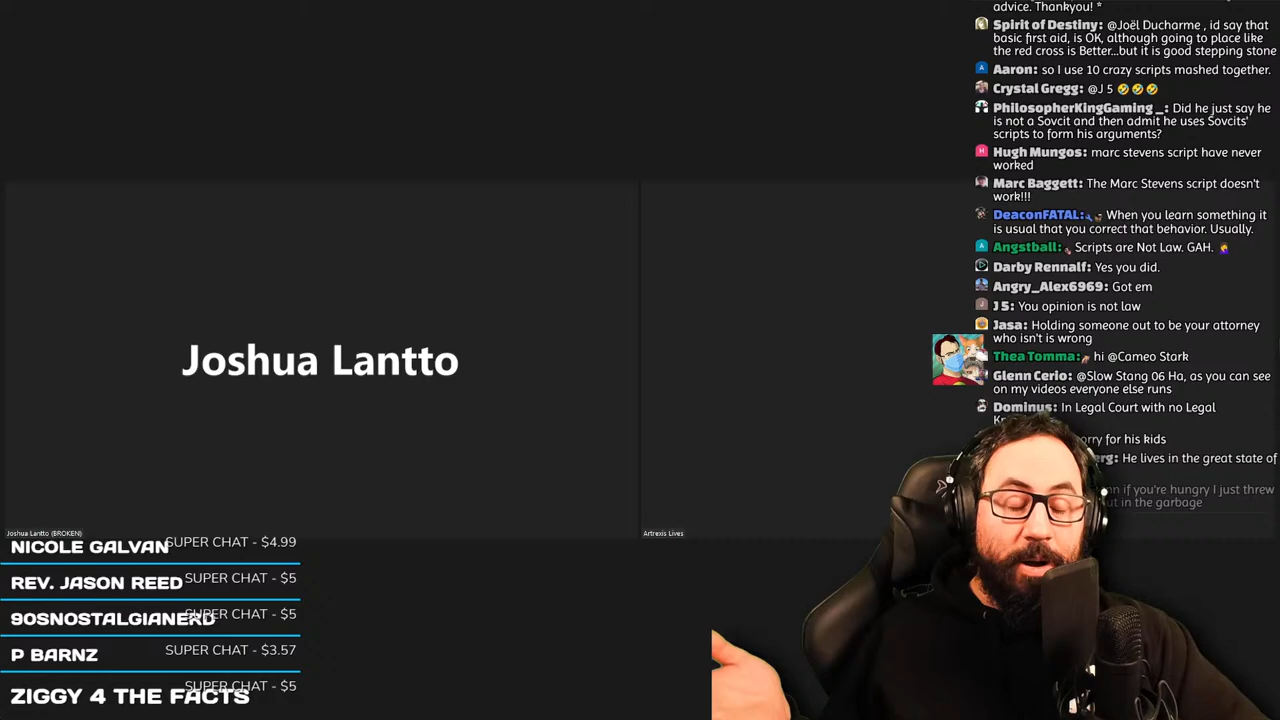 advice. Thankyou! *
Spirit of Destiny: @Joël Ducharme , id say that
basic first aid, is OK, although going to place like
the red cross is Better...but it is good stepping stone
Aaron: so I use 10 crazy scripts mashed together.
Crystal Gregg: @J 5 🤣🤣🤣
PhilosopherKingGaming _: Did he just say he
is not a Sovcit and then admit he uses Sovcits'
scripts to form his arguments?
Hugh Mungos: marc stevens script have never
worked
Marc Baggett: The Marc Stevens script doesn't
work!!!
DeaconFATAL: When you learn something it
is usual that you correct that behavior. Usually.
Angstball: Scripts are Not Law. GAH. 🤦‍♀️
Darby Rennalf: Yes you did.
Angry_Alex6969: Got em
J 5: You opinion is not law
Jasa: Holding someone out to be your attorney
who isn't is wrong
Thea Tomma: hi @Cameo Stark
Glenn Cerio: @Slow Stang 06 Ha, as you can see
on my videos everyone else runs
Dominus: In Legal Court with no Legal
for his kids
He lives in the great state of
if you're hungry I just threw
in the garbage
Joshua Lantto
Joshua Lantto (BROKEN)
Artrexis Lives
NICOLE GALVAN SUPER CHAT - $4.99
REV. JASON REED SUPER CHAT - $5
90SNOSTALGIANERD SUPER CHAT - $5
P BARNZ SUPER CHAT - $3.57
ZIGGY 4 THE FACTS SUPER CHAT - $5